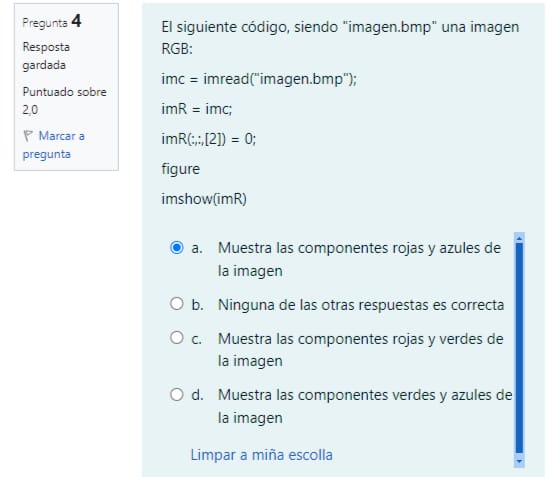 Pregunta 4
Resposta
gardada
Puntuado sobre
2,0
Marcar a
pregunta
El siguiente código, siendo "imagen.bmp" una imagen
RGB:
imc = imread("imagen.bmp");
imR = imc;
imR(:,:,[2]) = 0;
figure
imshow(imR)
a. Muestra las componentes rojas y azules de
la imagen
b. Ninguna de las otras respuestas es correcta
c. Muestra las componentes rojas y verdes de
la imagen
d. Muestra las componentes verdes y azules de
la imagen
Limpar a miña escolla